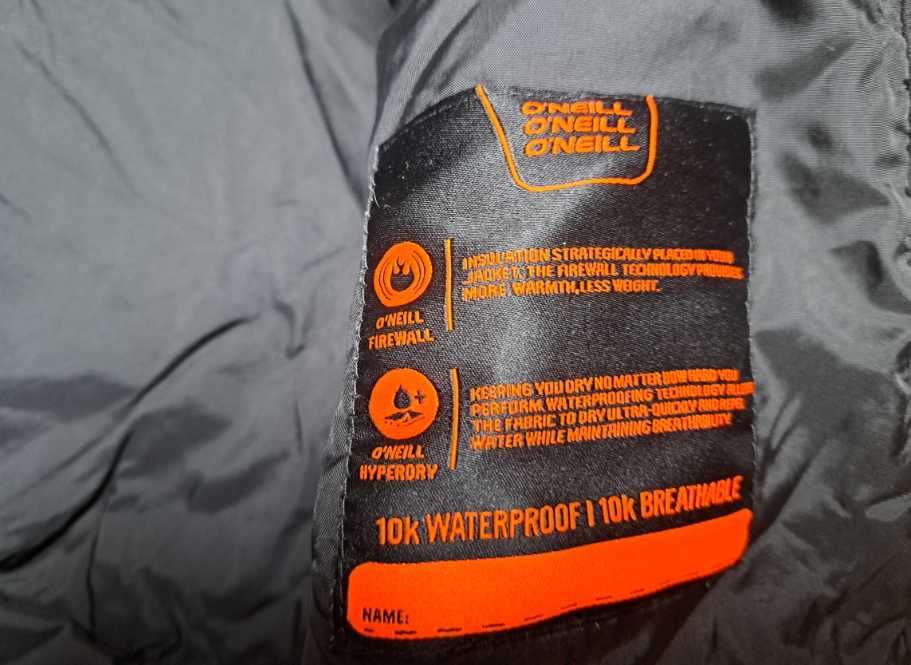 O'NEILL
O'NEILL
O'NEILL
INSULATION STRATEGICALLY PLACED IN YOUR
JACKET. THE FIREWALL TECHNOLOGY PROVIDES
MORE WARMTH, LESS WEIGHT.
O'NEILL
FIREWALL
KEEPING YOU DRY NO MATTER HOW HARD YOU
PERFORM. WATERPROOFING TECHNOLOGY
THE FABRIC TO DRY ULTRA-QUICKLY AND REPEL
WATER WHILE MAINTAINING BREATHABILITY
O'NEILL
HYPERDRY
10k WATERPROOF | 10k BREATHABLE
NAME: